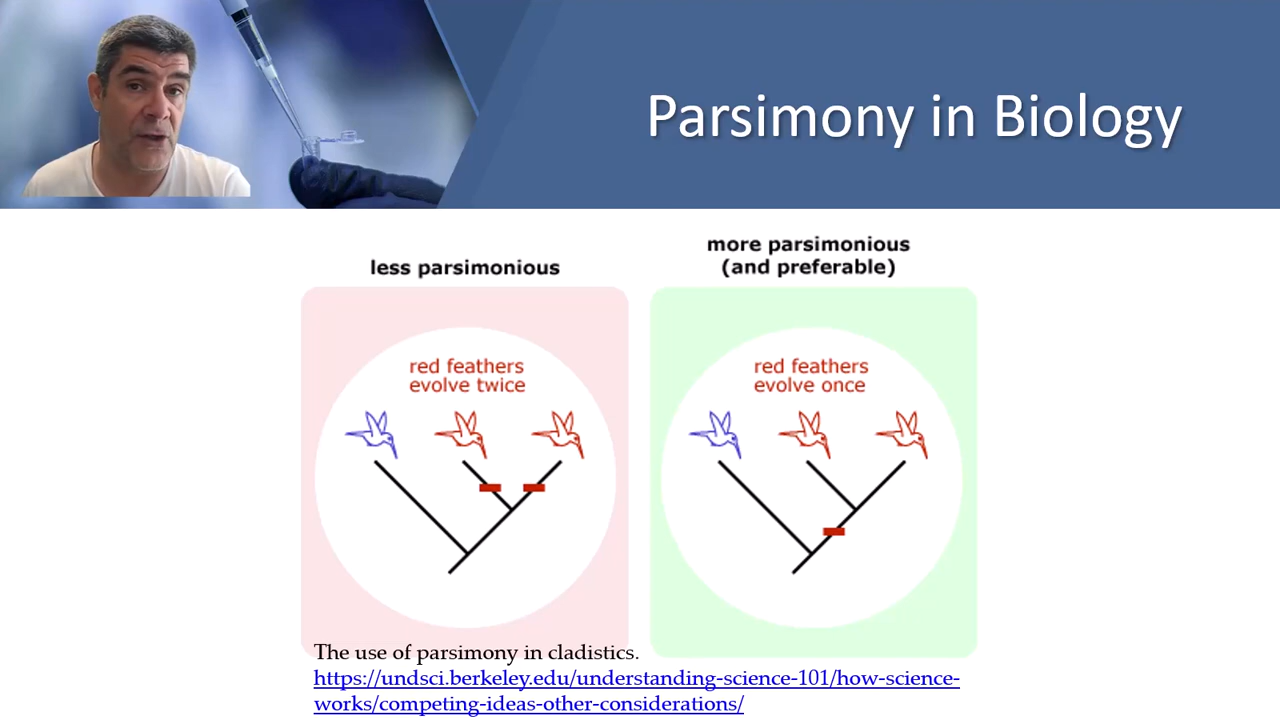 Parsimony in Biology
less parsimonious
more parsimonious
(and preferable)
red feathers
evolve twice
red feathers
evolve once
The use of parsimony in cladistics.
https://undsci.berkeley.edu/understanding-science-101/how-science-
works/competing-ideas-other-considerations/